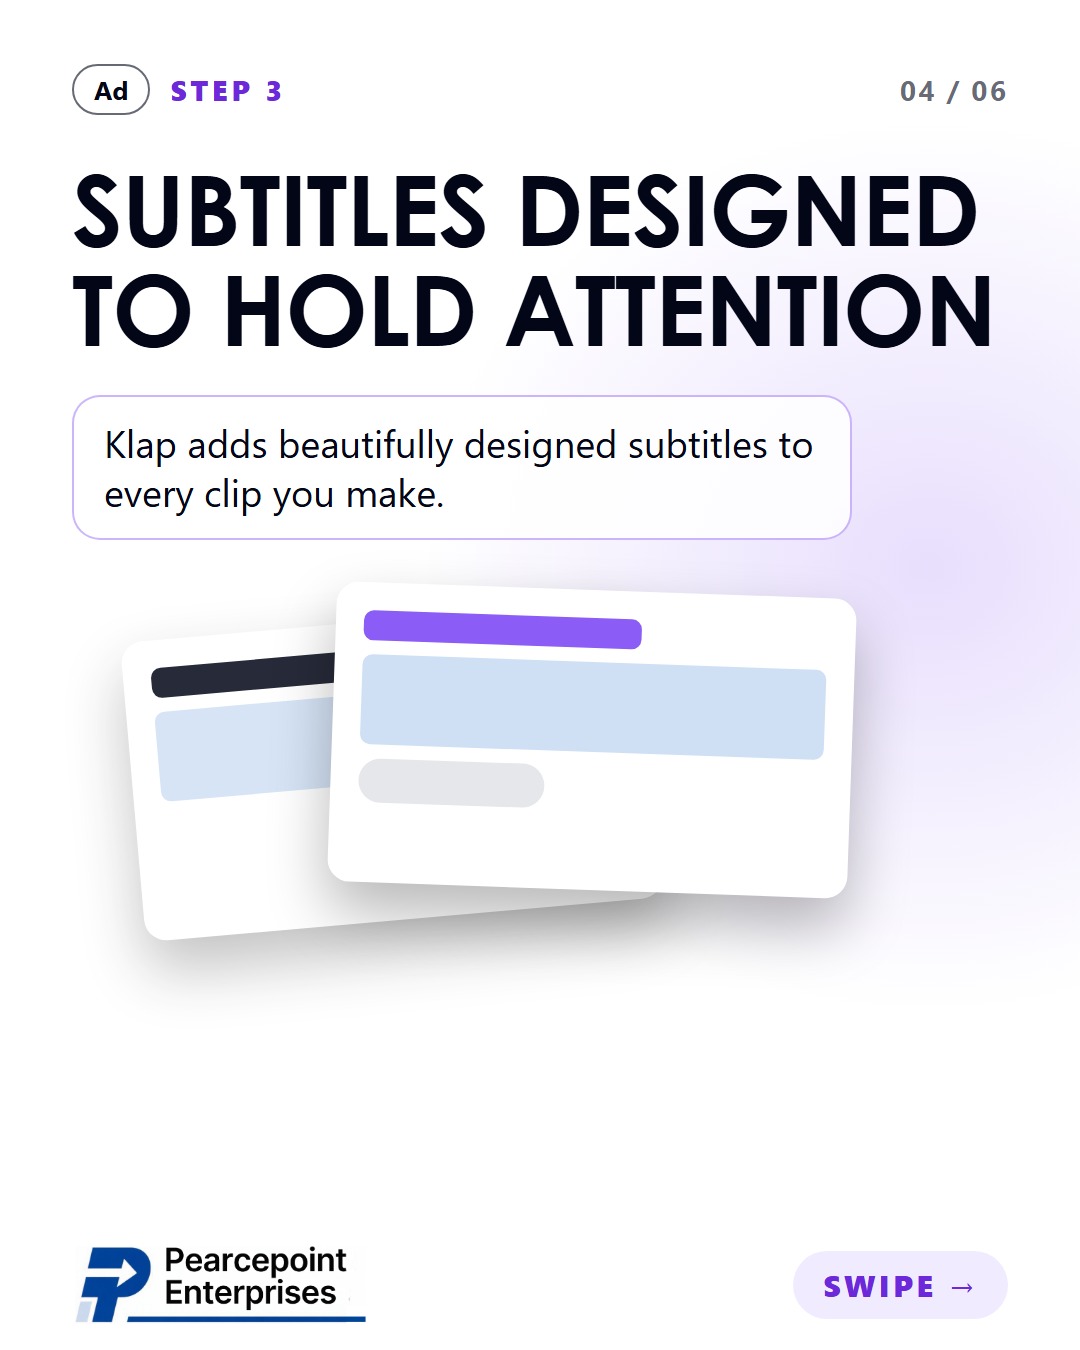 Ad STEP 3 04 / 06
SUBTITLES DESIGNED
TO HOLD ATTENTION
Klap adds beautifully designed subtitles to
every clip you make.
Pearcepoint
Enterprises
SWIPE →